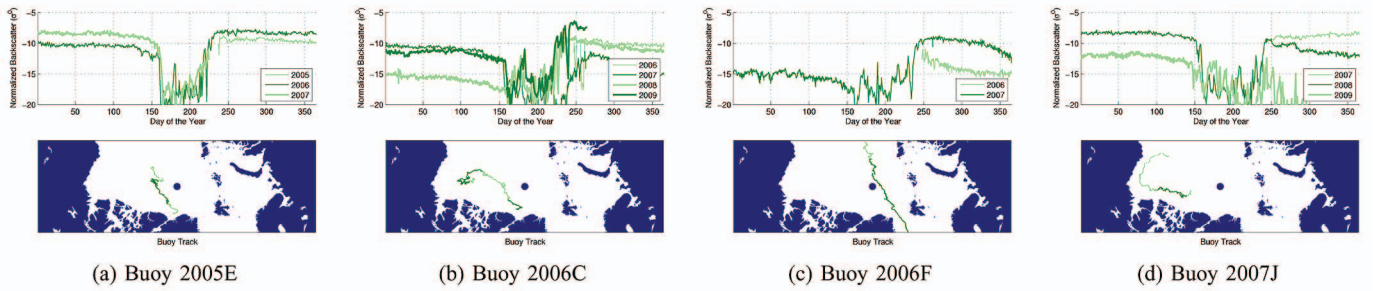 Normalized Backscatter (σ⁰)
−5
−10
−15
−20
50 100 150 200 250 300 350
Day of the Year
2005
2006
2007
Buoy Track
(a) Buoy 2005E
Normalized Backscatter (σ⁰)
−5
−10
−15
−20
50 100 150 200 250 300 350
Day of the Year
2006
2007
2008
2009
Buoy Track
(b) Buoy 2006C
Normalized Backscatter (σ⁰)
−5
−10
−15
−20
50 100 150 200 250 300 350
Day of the Year
2006
2007
Buoy Track
(c) Buoy 2006F
Normalized Backscatter (σ⁰)
−5
−10
−15
−20
50 100 150 200 250 300 350
Day of the Year
2007
2008
2009
Buoy Track
(d) Buoy 2007J